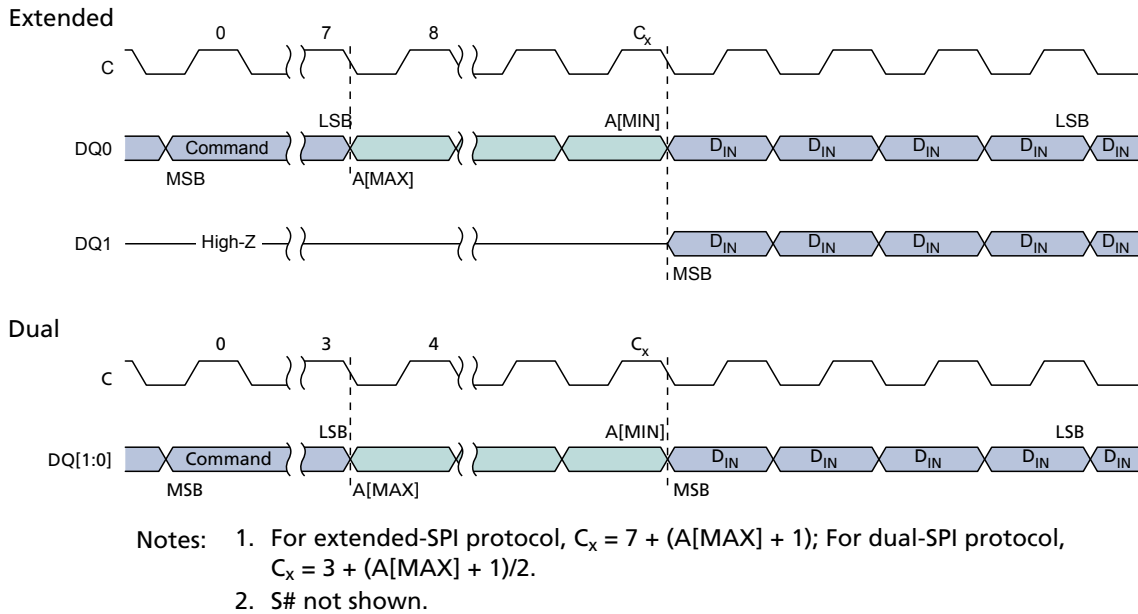 Extended
0 7 8 Cx
C
LSB A[MIN] LSB
DQ0 Command DIN DIN DIN DIN DIN
MSB A[MAX]
DQ1 High-Z DIN DIN DIN DIN DIN
MSB
Dual
0 3 4 Cx
C
LSB A[MIN] LSB
DQ[1:0] Command DIN DIN DIN DIN DIN
MSB A[MAX] MSB
Notes: 1. For extended-SPI protocol, Cx = 7 + (A[MAX] + 1); For dual-SPI protocol,
Cx = 3 + (A[MAX] + 1)/2.
2. S# not shown.